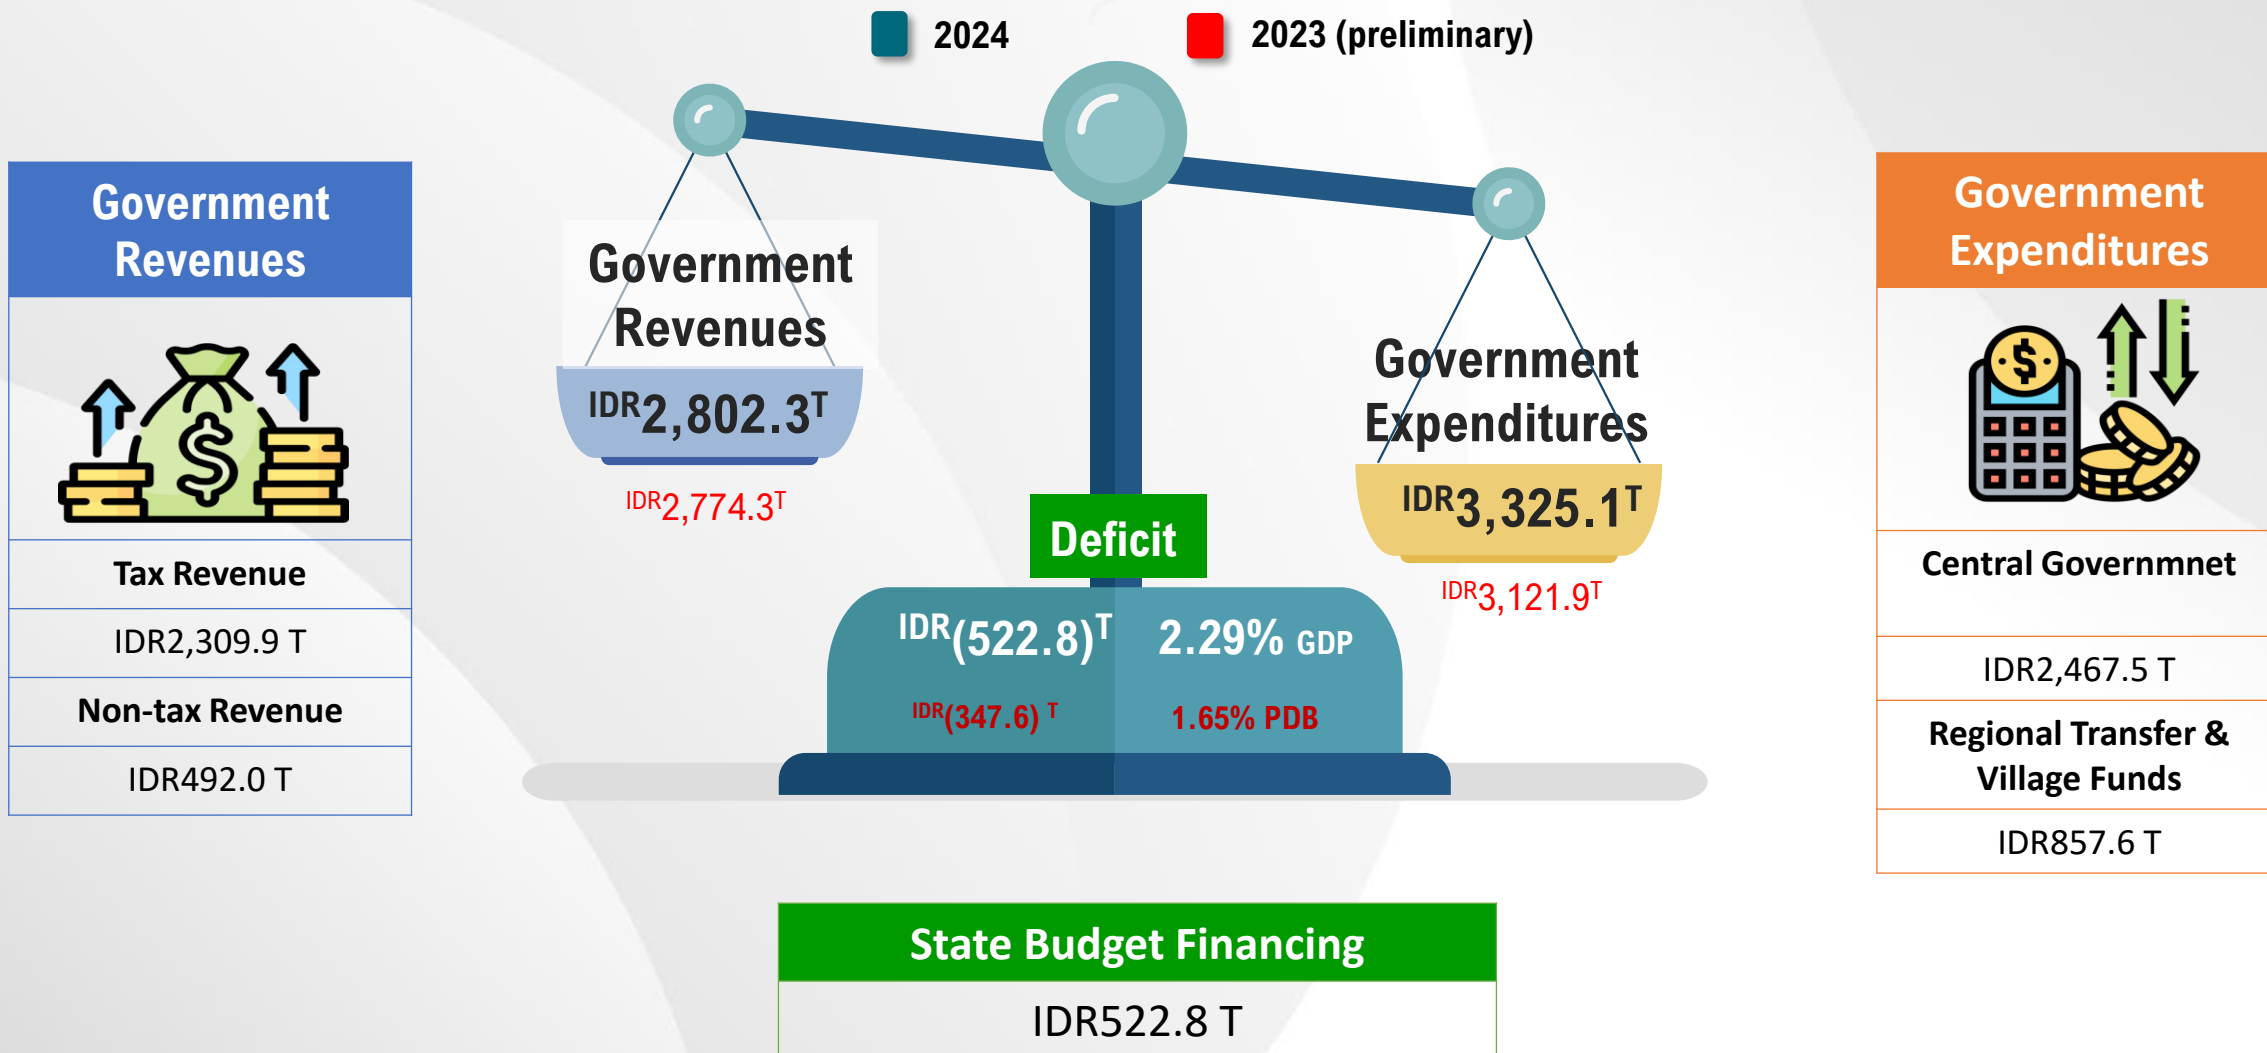 2024
2023 (preliminary)
Government
Revenues
Tax Revenue
IDR2,309.9 T
Non-tax Revenue
IDR492.0 T
Government
Revenues
IDR2,802.3T
IDR2,774.3T
Government
Expenditures
IDR3,325.1T
IDR3,121.9T
Deficit
IDR(522.8)T 2.29% GDP
IDR(347.6) T 1.65% PDB
Government
Expenditures
Central Governmnet
IDR2,467.5 T
Regional Transfer &
Village Funds
IDR857.6 T
State Budget Financing
IDR522.8 T